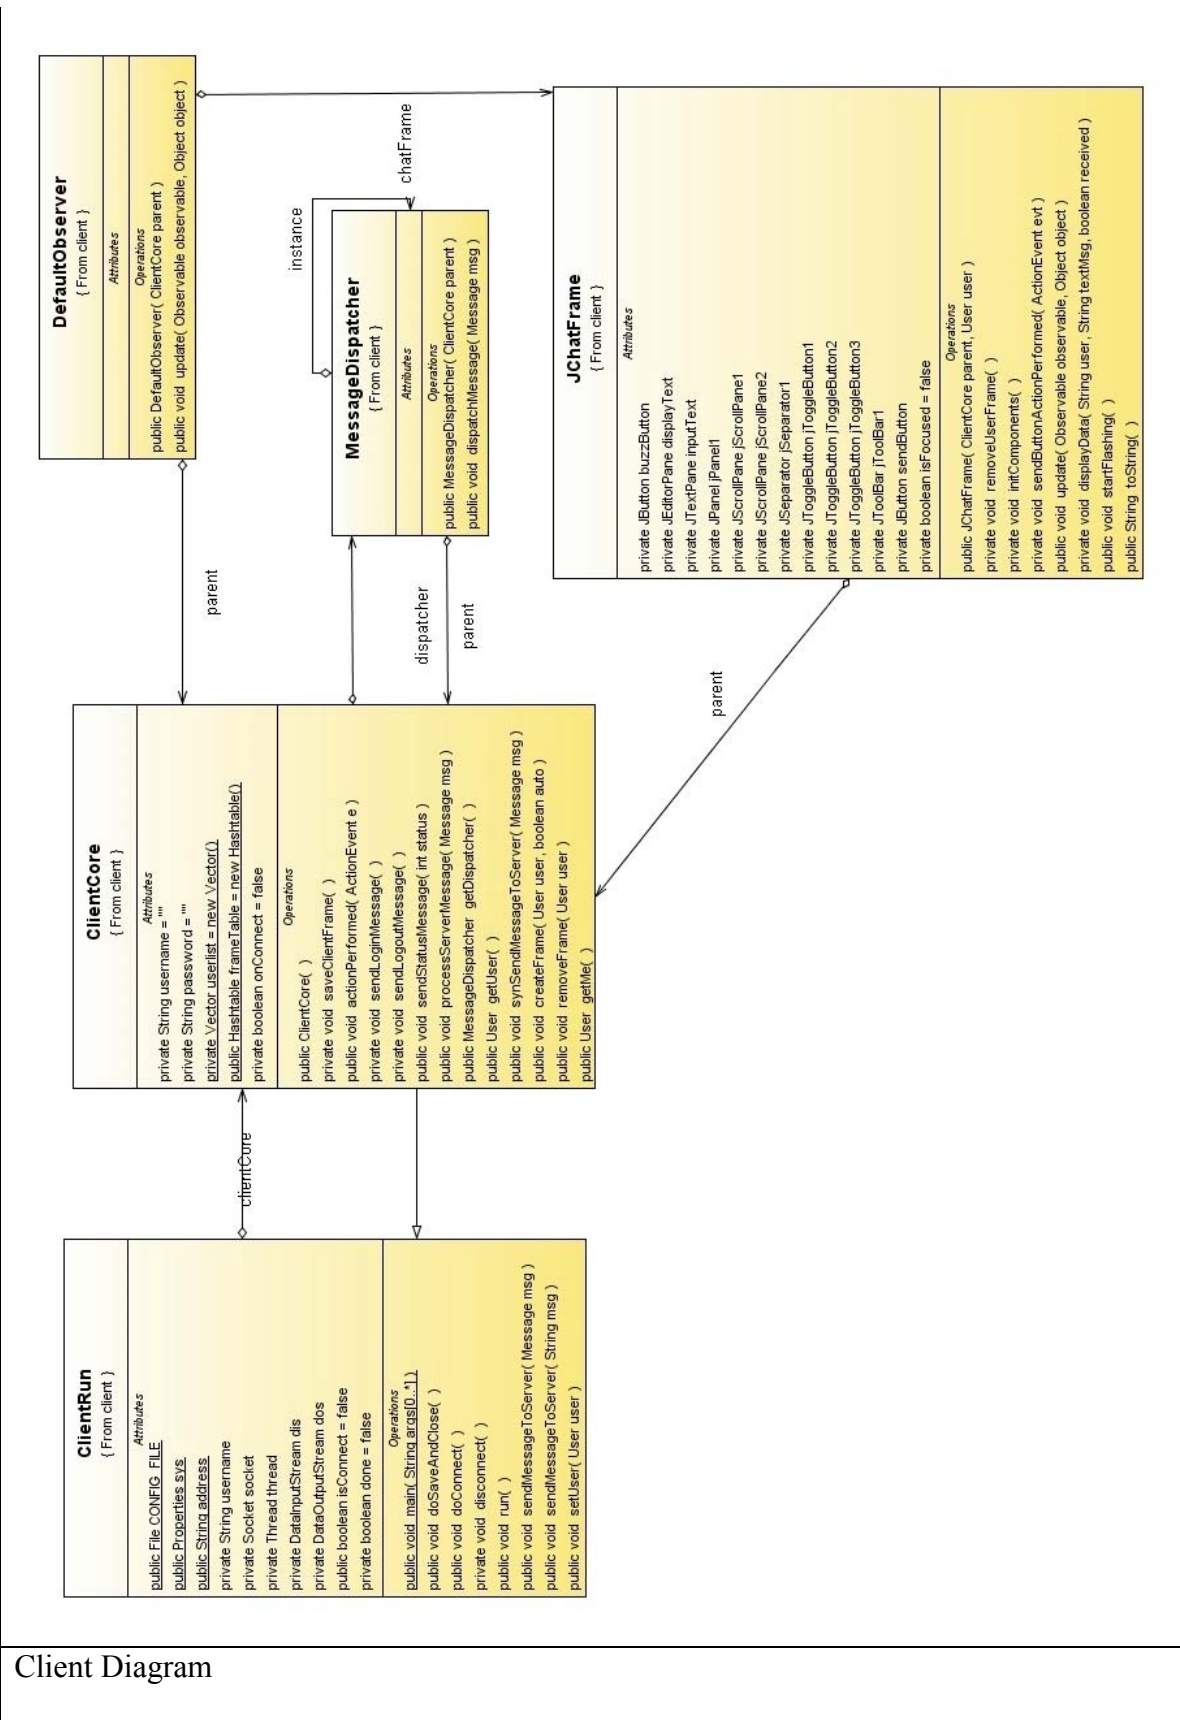 ClientRun
{ From client }
Attributes
public File CONFIG_FILE
public Properties sys
public String address
private String username
private Socket socket
private Thread thread
private DataInputStream dis
private DataOutputStream dos
public boolean isConnect = false
private boolean done = false
Operations
public void main( String args[0..*] )
public void doSaveAndClose( )
public void doConnect( )
private void disconnect( )
public void run( )
public void sendMessageToServer( Message msg )
public void sendMessageToServer( String msg )
public void setUser( User user )
clientCore
ClientCore
{ From client }
Attributes
private String username = ""
private String password = ""
private Vector userlist = new Vector()
public Hashtable frameTable = new Hashtable()
private boolean onConnect = false
Operations
public ClientCore( )
private void saveClientFrame( )
public void actionPerformed( ActionEvent e )
private void sendLoginMessage( )
private void sendLogoutMessage( )
public void sendStatusMessage( int status )
public void processServerMessage( Message msg )
public MessageDispatcher getDispatcher( )
public User getUser( )
public void synSendMessageToServer( Message msg )
public void createFrame( User user, boolean auto )
public void removeFrame( User user )
public User getMe( )
parent
dispatcher
parent
parent
DefaultObserver
{ From client }
Attributes
Operations
public DefaultObserver( ClientCore parent )
public void update( Observable observable, Object object )
instance
chatFrame
MessageDispatcher
{ From client }
Attributes
Operations
public MessageDispatcher( ClientCore parent )
public void dispatchMessage( Message msg )
JChatFrame
{ From client }
Attributes
private JButton buzzButton
private JEditorPane displayText
private JTextPane inputText
private JPanel jPanel1
private JScrollPane jScrollPane1
private JScrollPane jScrollPane2
private JSeparator jSeparator1
private JToggleButton jToggleButton1
private JToggleButton jToggleButton2
private JToggleButton jToggleButton3
private JToolBar jToolBar1
private JButton sendButton
private boolean isFocused = false
Operations
public JChatFrame( ClientCore parent, User user )
private void removeUserFrame( )
private void initComponents( )
private void sendButtonActionPerformed( ActionEvent evt )
public void update( Observable observable, Object object )
private void displayData( String user, String textMsg, boolean received )
public void startFlashing( )
public String toString( )
Client Diagram